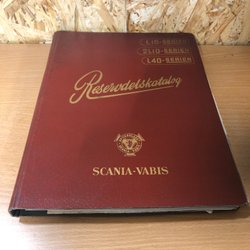 L10-SERIEN
2L10-SERIEN
L40-SERIEN
Reservdelskatalog
SCANIA-VABIS